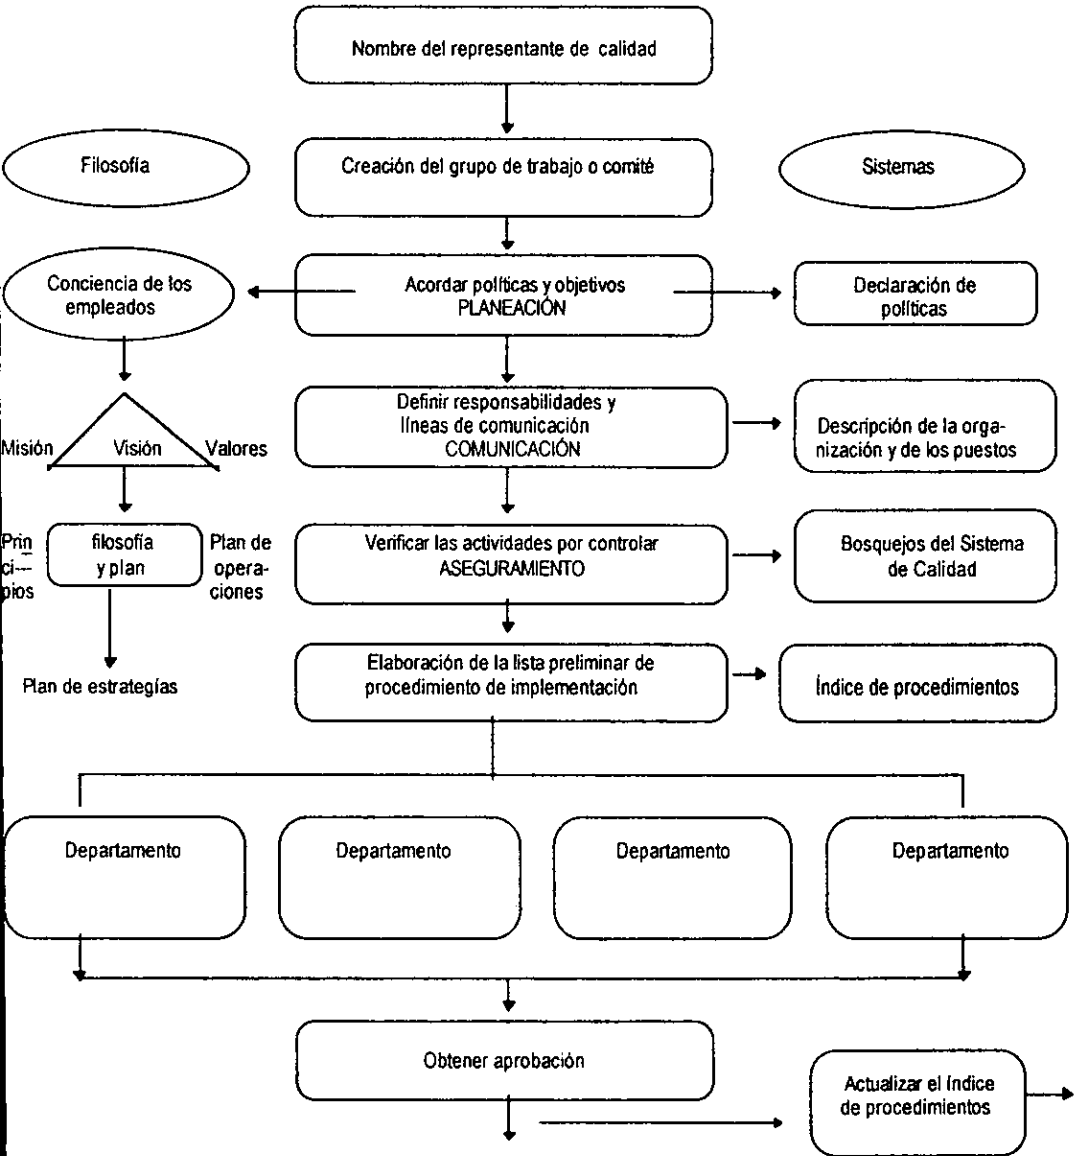 Nombre del representante de calidad
Filosofía
Creación del grupo de trabajo o comité
Sistemas
Conciencia de los
empleados
Acordar políticas y objetivos
PLANEACIÓN
Declaración de
políticas
Misión
Visión
Valores
Definir responsabilidades y
líneas de comunicación
COMUNICACIÓN
Descripción de la orga-
nización y de los puestos
Prin
ci---
pios
filosofía
y plan
Plan de
opera-
ciones
Verificar las actividades por controlar
ASEGURAMIENTO
Bosquejos del Sistema
de Calidad
Plan de estrategías
Elaboración de la lista preliminar de
procedimiento de implementación
Índice de procedimientos
Departamento
Departamento
Departamento
Departamento
Obtener aprobación
Actualizar el índice
de procedimientos